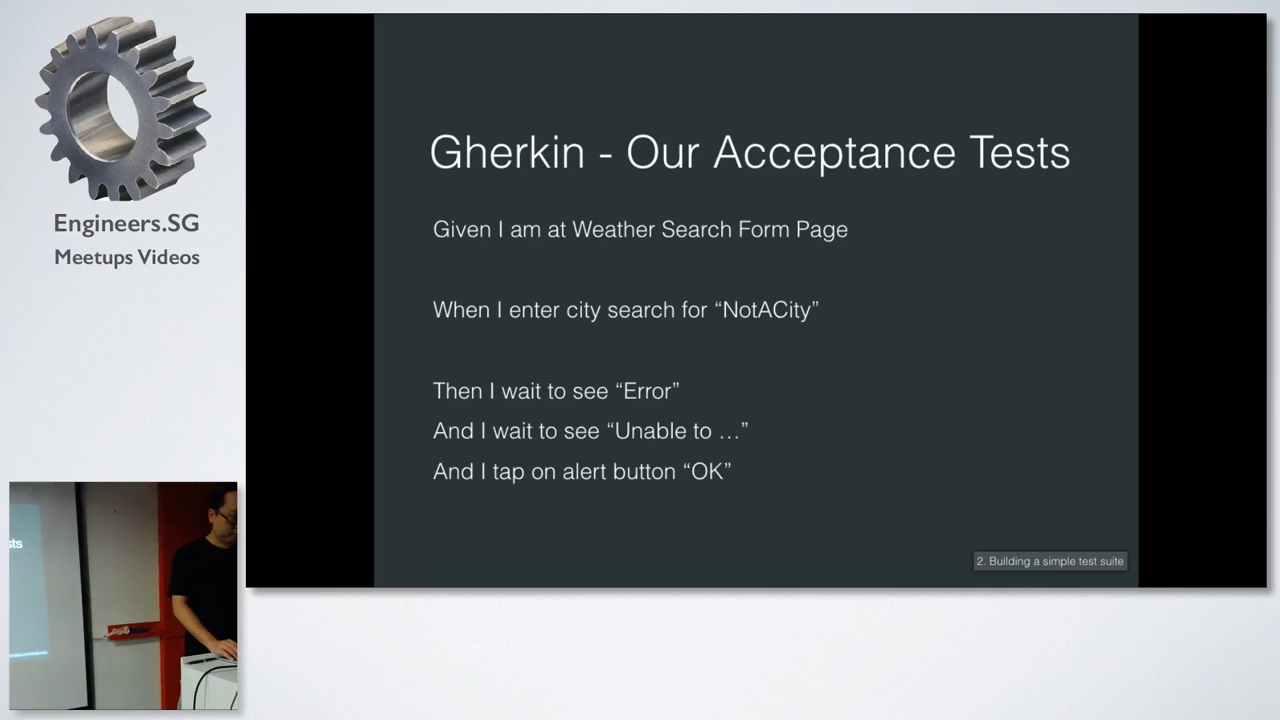 Engineers.SG
Meetups Videos
Gherkin - Our Acceptance Tests
Given I am at Weather Search Form Page
When I enter city search for “NotACity”
Then I wait to see “Error”
And I wait to see “Unable to …”
And I tap on alert button “OK”
2. Building a simple test suite
sts